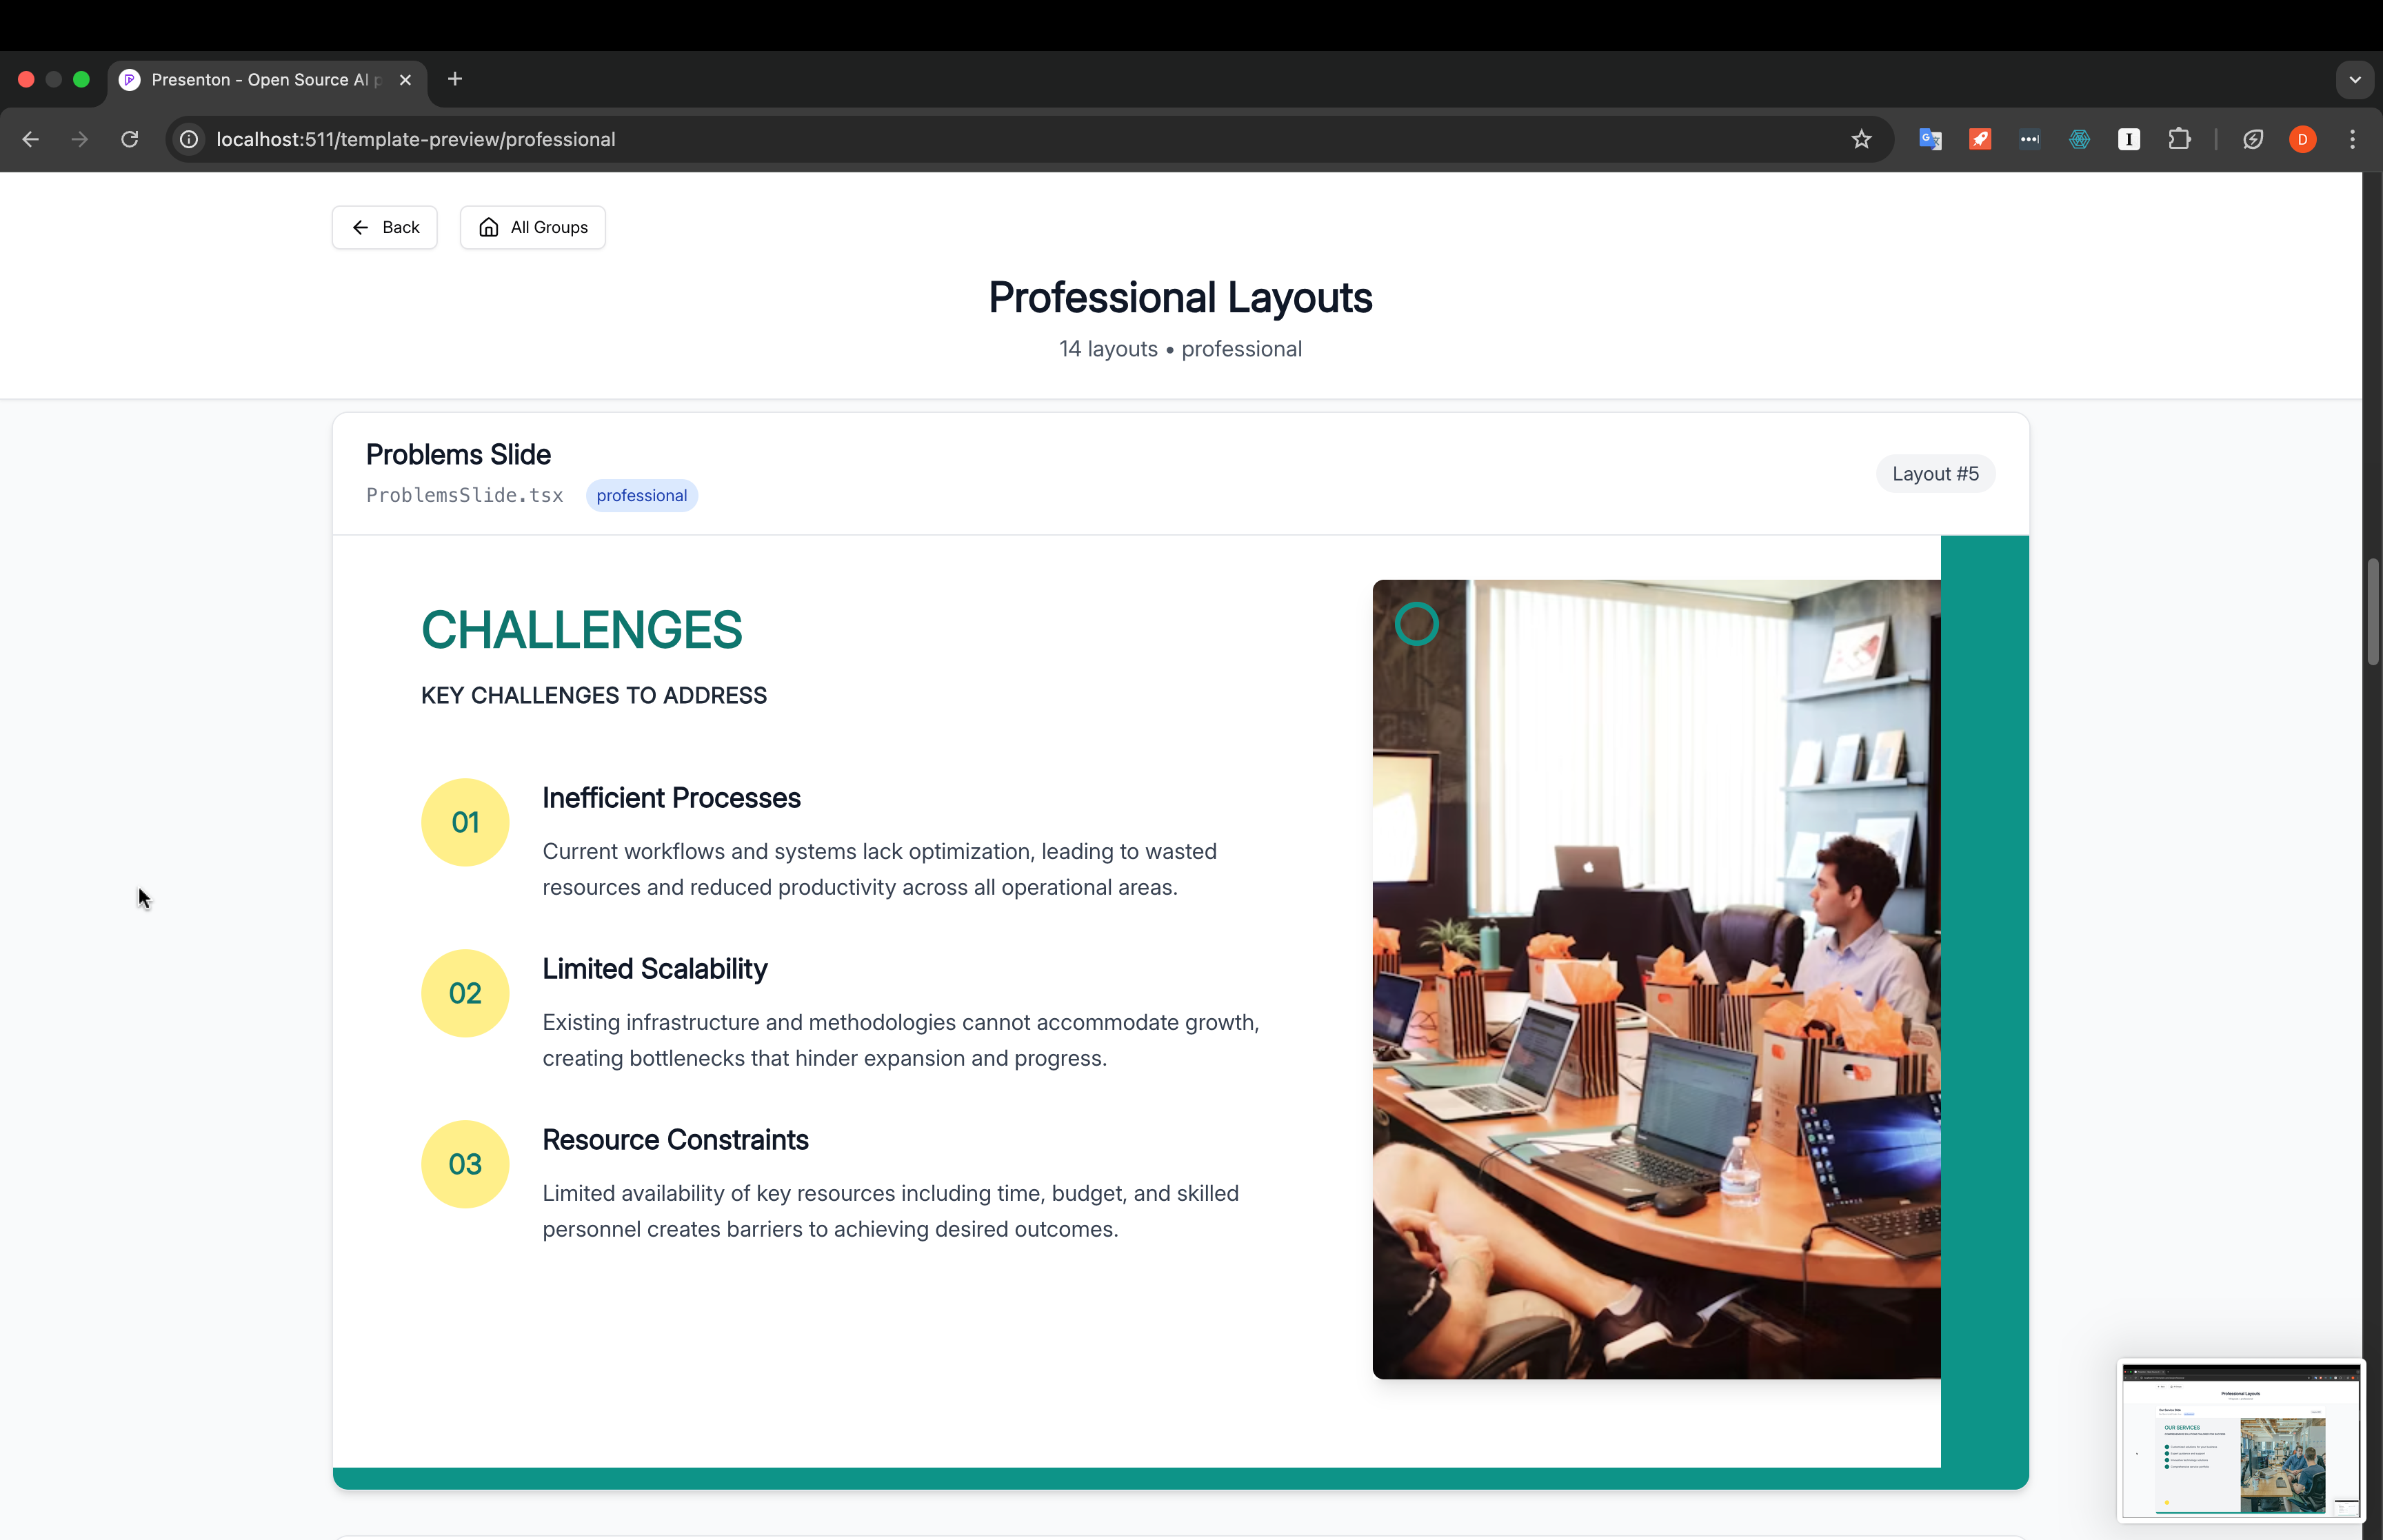 Presenton - Open Source AI p
localhost:511/template-preview/professional
D
Back
All Groups
Professional Layouts
14 layouts • professional
Problems Slide
ProblemsSlide.tsx
professional
Layout #5
CHALLENGES
KEY CHALLENGES TO ADDRESS
01
Inefficient Processes
Current workflows and systems lack optimization, leading to wasted
resources and reduced productivity across all operational areas.
02
Limited Scalability
Existing infrastructure and methodologies cannot accommodate growth,
creating bottlenecks that hinder expansion and progress.
03
Resource Constraints
Limited availability of key resources including time, budget, and skilled
personnel creates barriers to achieving desired outcomes.
Professional Layouts
OUR SERVICES